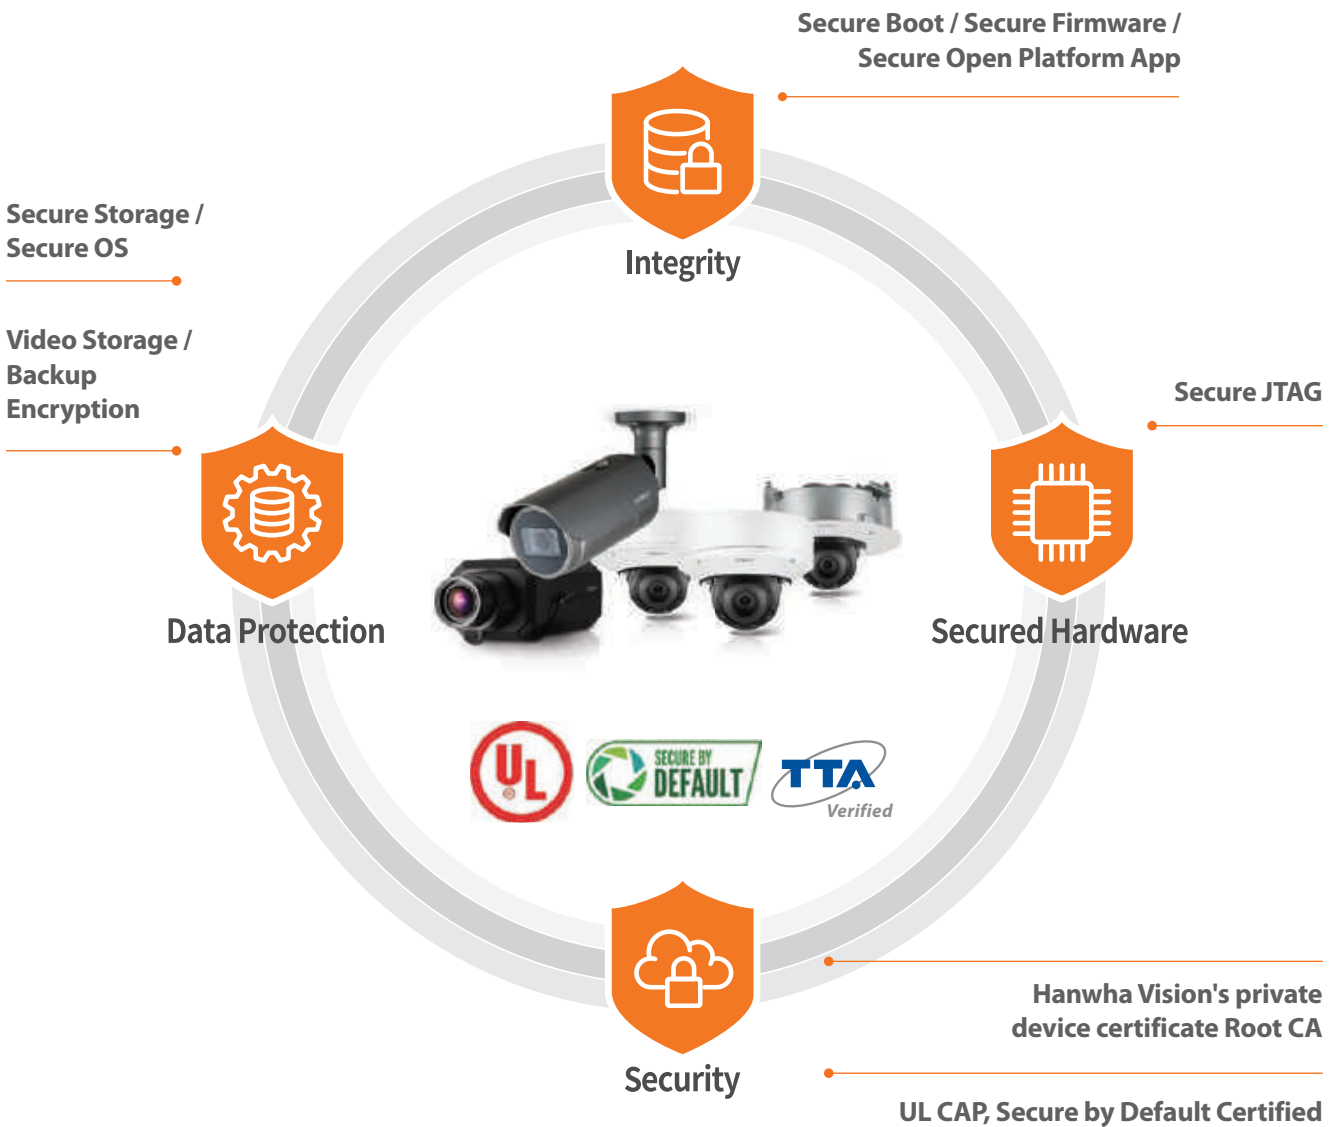 Secure Boot / Secure Firmware /
Secure Open Platform App
Integrity
Secure Storage /
Secure OS
Video Storage /
Backup
Encryption
Data Protection
Secure JTAG
Secured Hardware
UL
SECURE BY
DEFAULT
TTA
Verified
Security
Hanwha Vision's private
device certificate Root CA
UL CAP, Secure by Default Certified